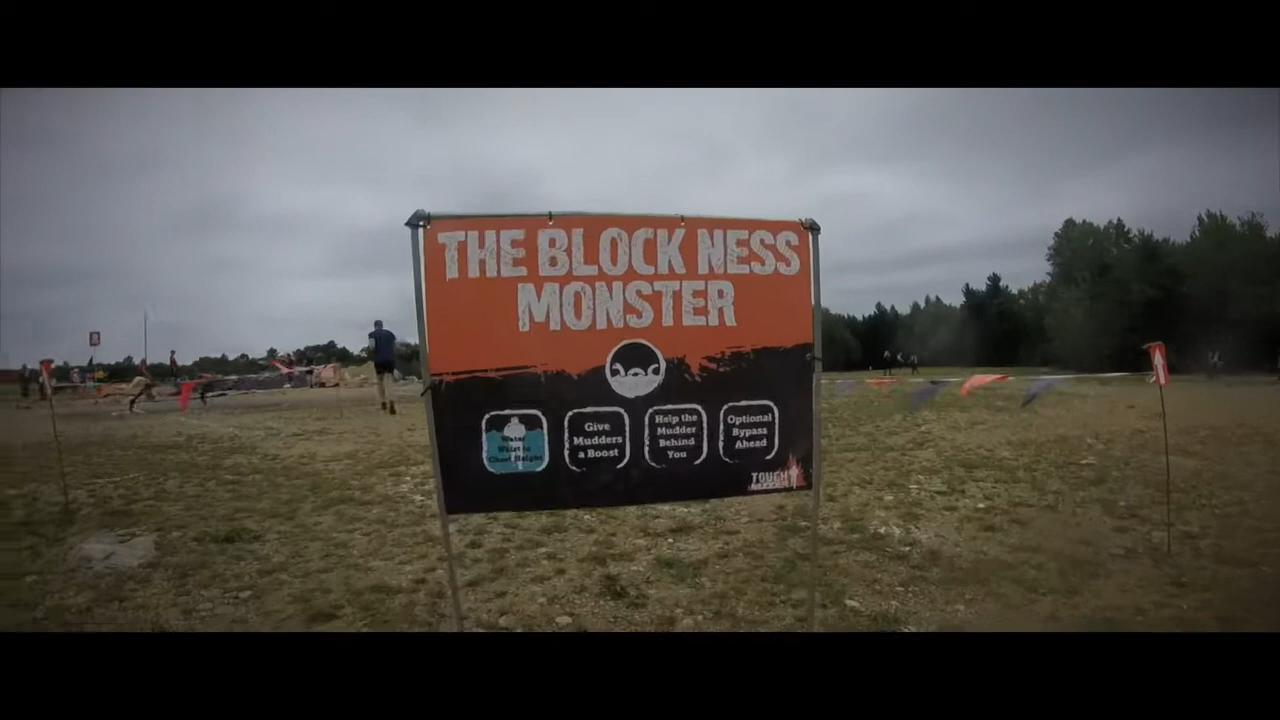 THE BLOCK NESS
MONSTER
Water
Waist to
Chest Height
Give
Mudders
a Boost
Help the
Mudder
Behind
You
Optional
Bypass
Ahead
TOUGH